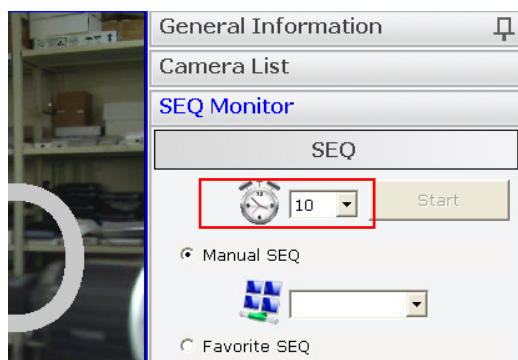 General Information
Camera List
SEQ Monitor
SEQ
10
Start
Manual SEQ
Favorite SEQ